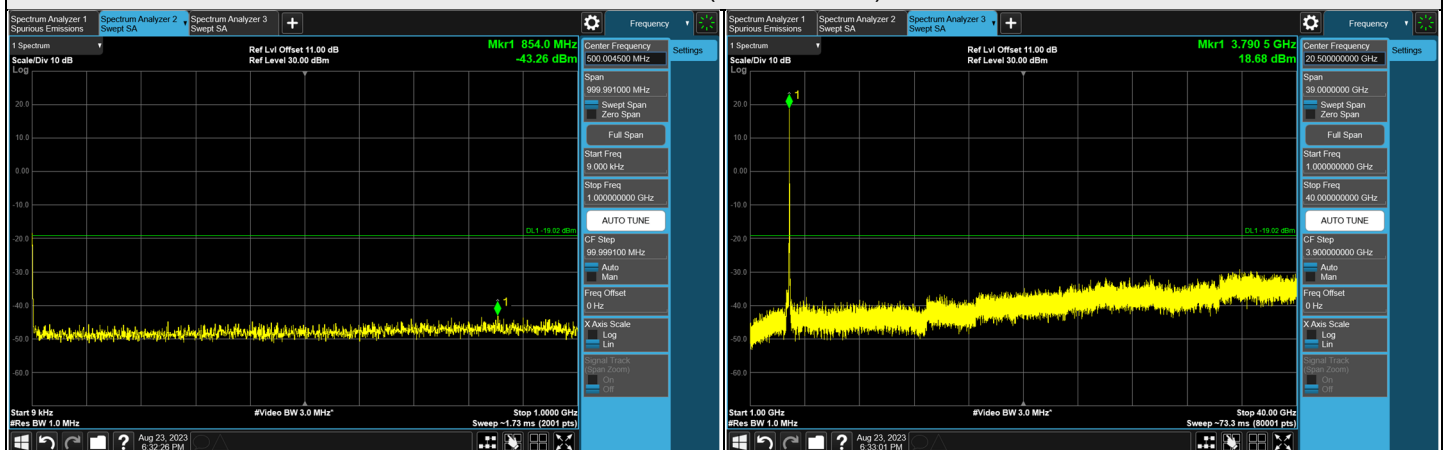 Spectrum Analyzer 1
Spurious Emissions
Spectrum Analyzer 2
Swept SA
Spectrum Analyzer 3
Swept SA
1 Spectrum
Scale/Div 10 dB
Log
Ref Lvl Offset 11.00 dB
Ref Level 30.00 dBm
Mkr1 854.0 MHz
-43.26 dBm
20.0
10.0
0.00
-20.0
-30.0
-40.0
-50.0
-60.0
DL1 -19.02 dBm
1
Start 9 kHz
#Res BW 1.0 MHz
#Video BW 3.0 MHz*
Stop 1.0000 GHz
Sweep ~1.73 ms (2001 pts)
Aug 23, 2023
6:32:26 PM
Frequency
Settings
Center Frequency
500.004500 MHz
Span
999.991000 MHz
Swept Span
Zero Span
Full Span
Start Freq
9.000 kHz
Stop Freq
1.000000000 GHz
AUTO TUNE
CF Step
99.999100 MHz
Auto
Man
Freq Offset
0 Hz
X Axis Scale
Log
Lin
Signal Track
(Span Zoom)
On
Off
Spectrum Analyzer 1
Spurious Emissions
Spectrum Analyzer 2
Swept SA
Spectrum Analyzer 3
Swept SA
1 Spectrum
Scale/Div 10 dB
Log
Ref Lvl Offset 11.00 dB
Ref Level 30.00 dBm
Mkr1 3.790 5 GHz
18.68 dBm
20.0
10.0
0.00
-20.0
-30.0
-40.0
-50.0
-60.0
DL1 -19.02 dBm
1
Start 1.00 GHz
#Res BW 1.0 MHz
#Video BW 3.0 MHz*
Stop 40.00 GHz
Sweep ~73.3 ms (80001 pts)
Aug 23, 2023
6:33:01 PM
Frequency
Settings
Center Frequency
20.500000000 GHz
Span
39.0000000 GHz
Swept Span
Zero Span
Full Span
Start Freq
1.000000000 GHz
Stop Freq
40.000000000 GHz
AUTO TUNE
CF Step
3.900000000 GHz
Auto
Man
Freq Offset
0 Hz
X Axis Scale
Log
Lin
Signal Track
(Span Zoom)
On
Off